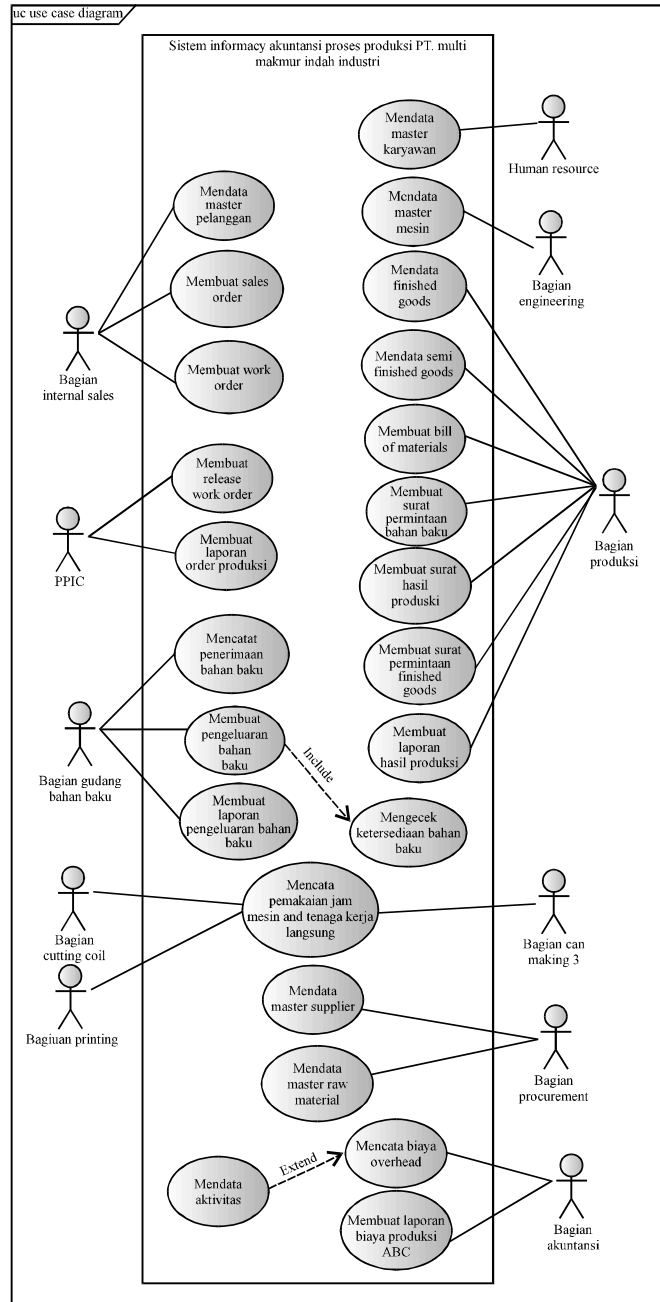 uc use case diagram
Sistem informacy akuntansi proses produksi PT. multi
makmur indah industri
Mendata
master
karyawan
Human resource
Mendata
master
pelanggan
Mendata
master
mesin
Bagian
engineering
Membuat sales
order
Mendata
finished
goods
Bagian
internal sales
Membuat work
order
Mendata semi
finished goods
Membuat bill
of materials
Membuat
release
work order
Membuat
surat
permintaan
bahan baku
Bagian
produksi
PPIC
Membuat
laporan
order produksi
Membuat surat
hasil
produski
Mencatat
penerimaan
bahan baku
Membuat surat
permintaan
finished
goods
Bagian gudang
bahan baku
Membuat
pengeluaran
bahan
baku
Include
Membuat
laporan
hasil produksi
Membuat
laporan
pengeluaran bahan
baku
Mengecek
ketersediaan bahan
baku
Bagian
cutting coil
Mencata
pemakaian jam
mesin and tenaga kerja
langsung
Bagian can
making 3
Bagiuan printing
Mendata
master supplier
Mendata
master raw
material
Bagian
procurement
Mendata
aktivitas
Extend
Mencata biaya
overhead
Membuat laporan
biaya produksi
ABC
Bagian
akuntansi